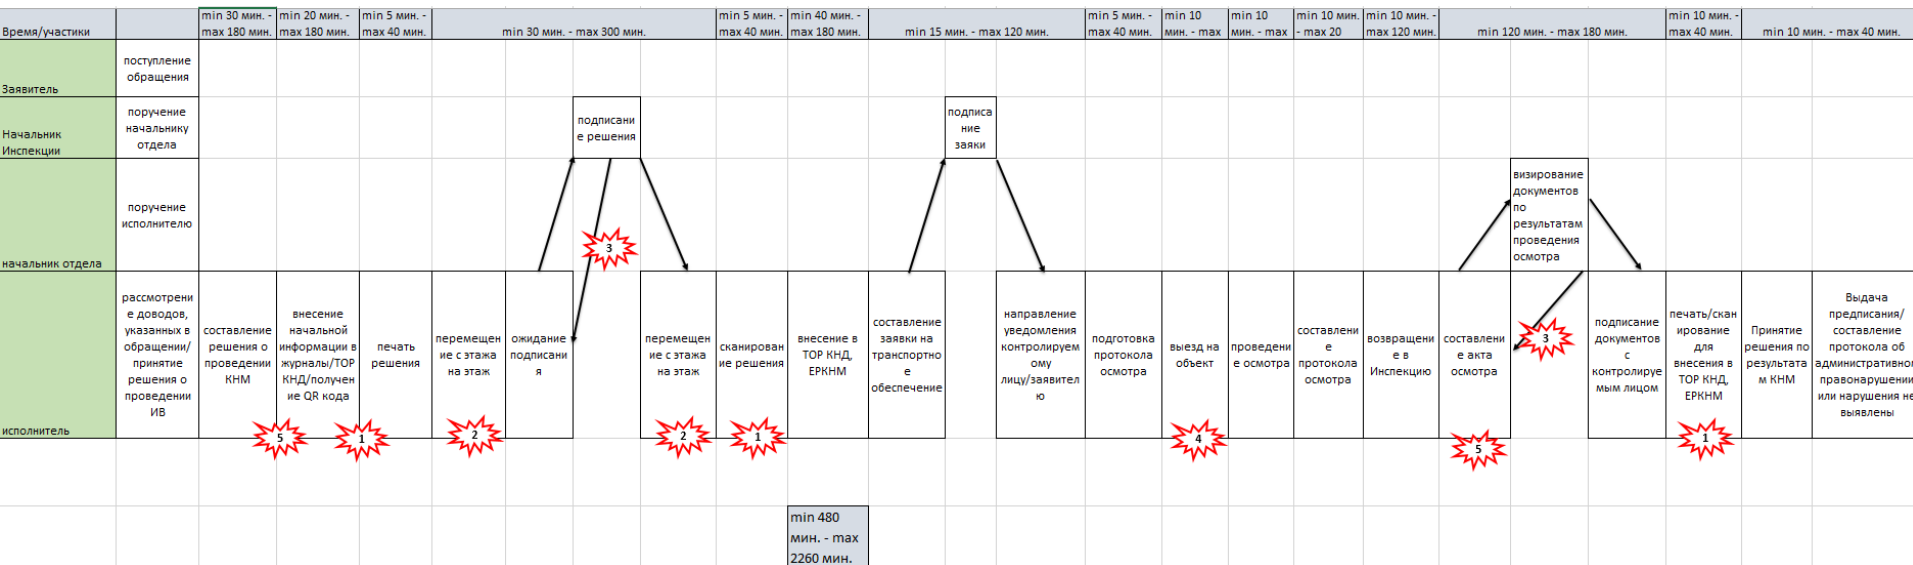 Время/участики
min 30 мин. -
max 180 мин.
min 20 мин. -
max 180 мин.
min 5 мин. -
max 40 мин.
min 30 мин. - max 300 мин.
min 5 мин. -
max 40 мин.
min 40 мин. -
max 180 мин.
min 15 мин. - max 120 мин.
min 5 мин. -
max 40 мин.
min 10
мин. - max
min 10
мин. - max
min 10 мин.
- max 20
min 10 мин. -
max 120 мин.
min 120 мин. - max 180 мин.
min 10 мин. -
max 40 мин.
min 10 мин. - max 40 мин.
Заявитель
поступление
обращения
Начальник
Инспекции
поручение
начальнику
отдела
подписани
е решения
подписа
ние
заяки
начальник отдела
поручение
исполнителю
3
визирование
документов
по
результатам
проведения
осмотра
исполнитель
рассмотрени
е доводов,
указанных в
обращении/
принятие
решения о
проведении
ИВ
составление
решения о
проведении
КНМ
внесение
начальной
информации в
журналы/ТОР
КНД/получен
ие QR кода
печать
решения
перемещен
ие с этажа
на этаж
ожидание
подписани
я
перемещен
ие с этажа
на этаж
сканирован
ие решения
внесение в
ТОР КНД,
ЕРКНМ
составление
заявки на
транспортно
е
обеспечение
направление
уведомления
контролируем
ому
лицу/заявител
ю
подготовка
протокола
осмотра
выезд на
объект
проведени
е осмотра
составлени
е
протокола
осмотра
возвращени
е в
Инспекцию
составлени
е акта
осмотра
3
подписание
документов
с
контролируе
мым лицом
печать/скан
ирование
для
внесения в
ТОР КНД,
ЕРКНМ
Принятие
решения по
результата
м КНМ
Выдача
предписания/
составление
протокола об
административно
правонарушении
или нарушения не
выявлены
5
1
2
2
1
4
5
1
min 480
мин. - max
2260 мин.